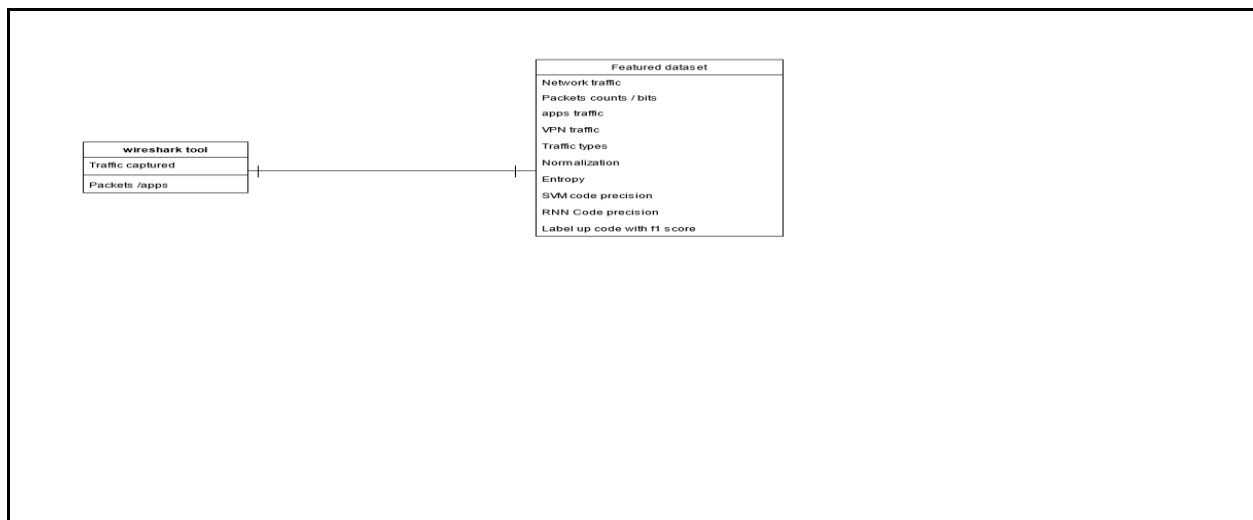 wireshark tool
Traffic captured
Packets /apps
Featured dataset
Network traffic
Packets counts / bits
apps traffic
VPN traffic
Traffic types
Normalization
Entropy
SVM code precision
RNN Code precision
Label up code with f1 score